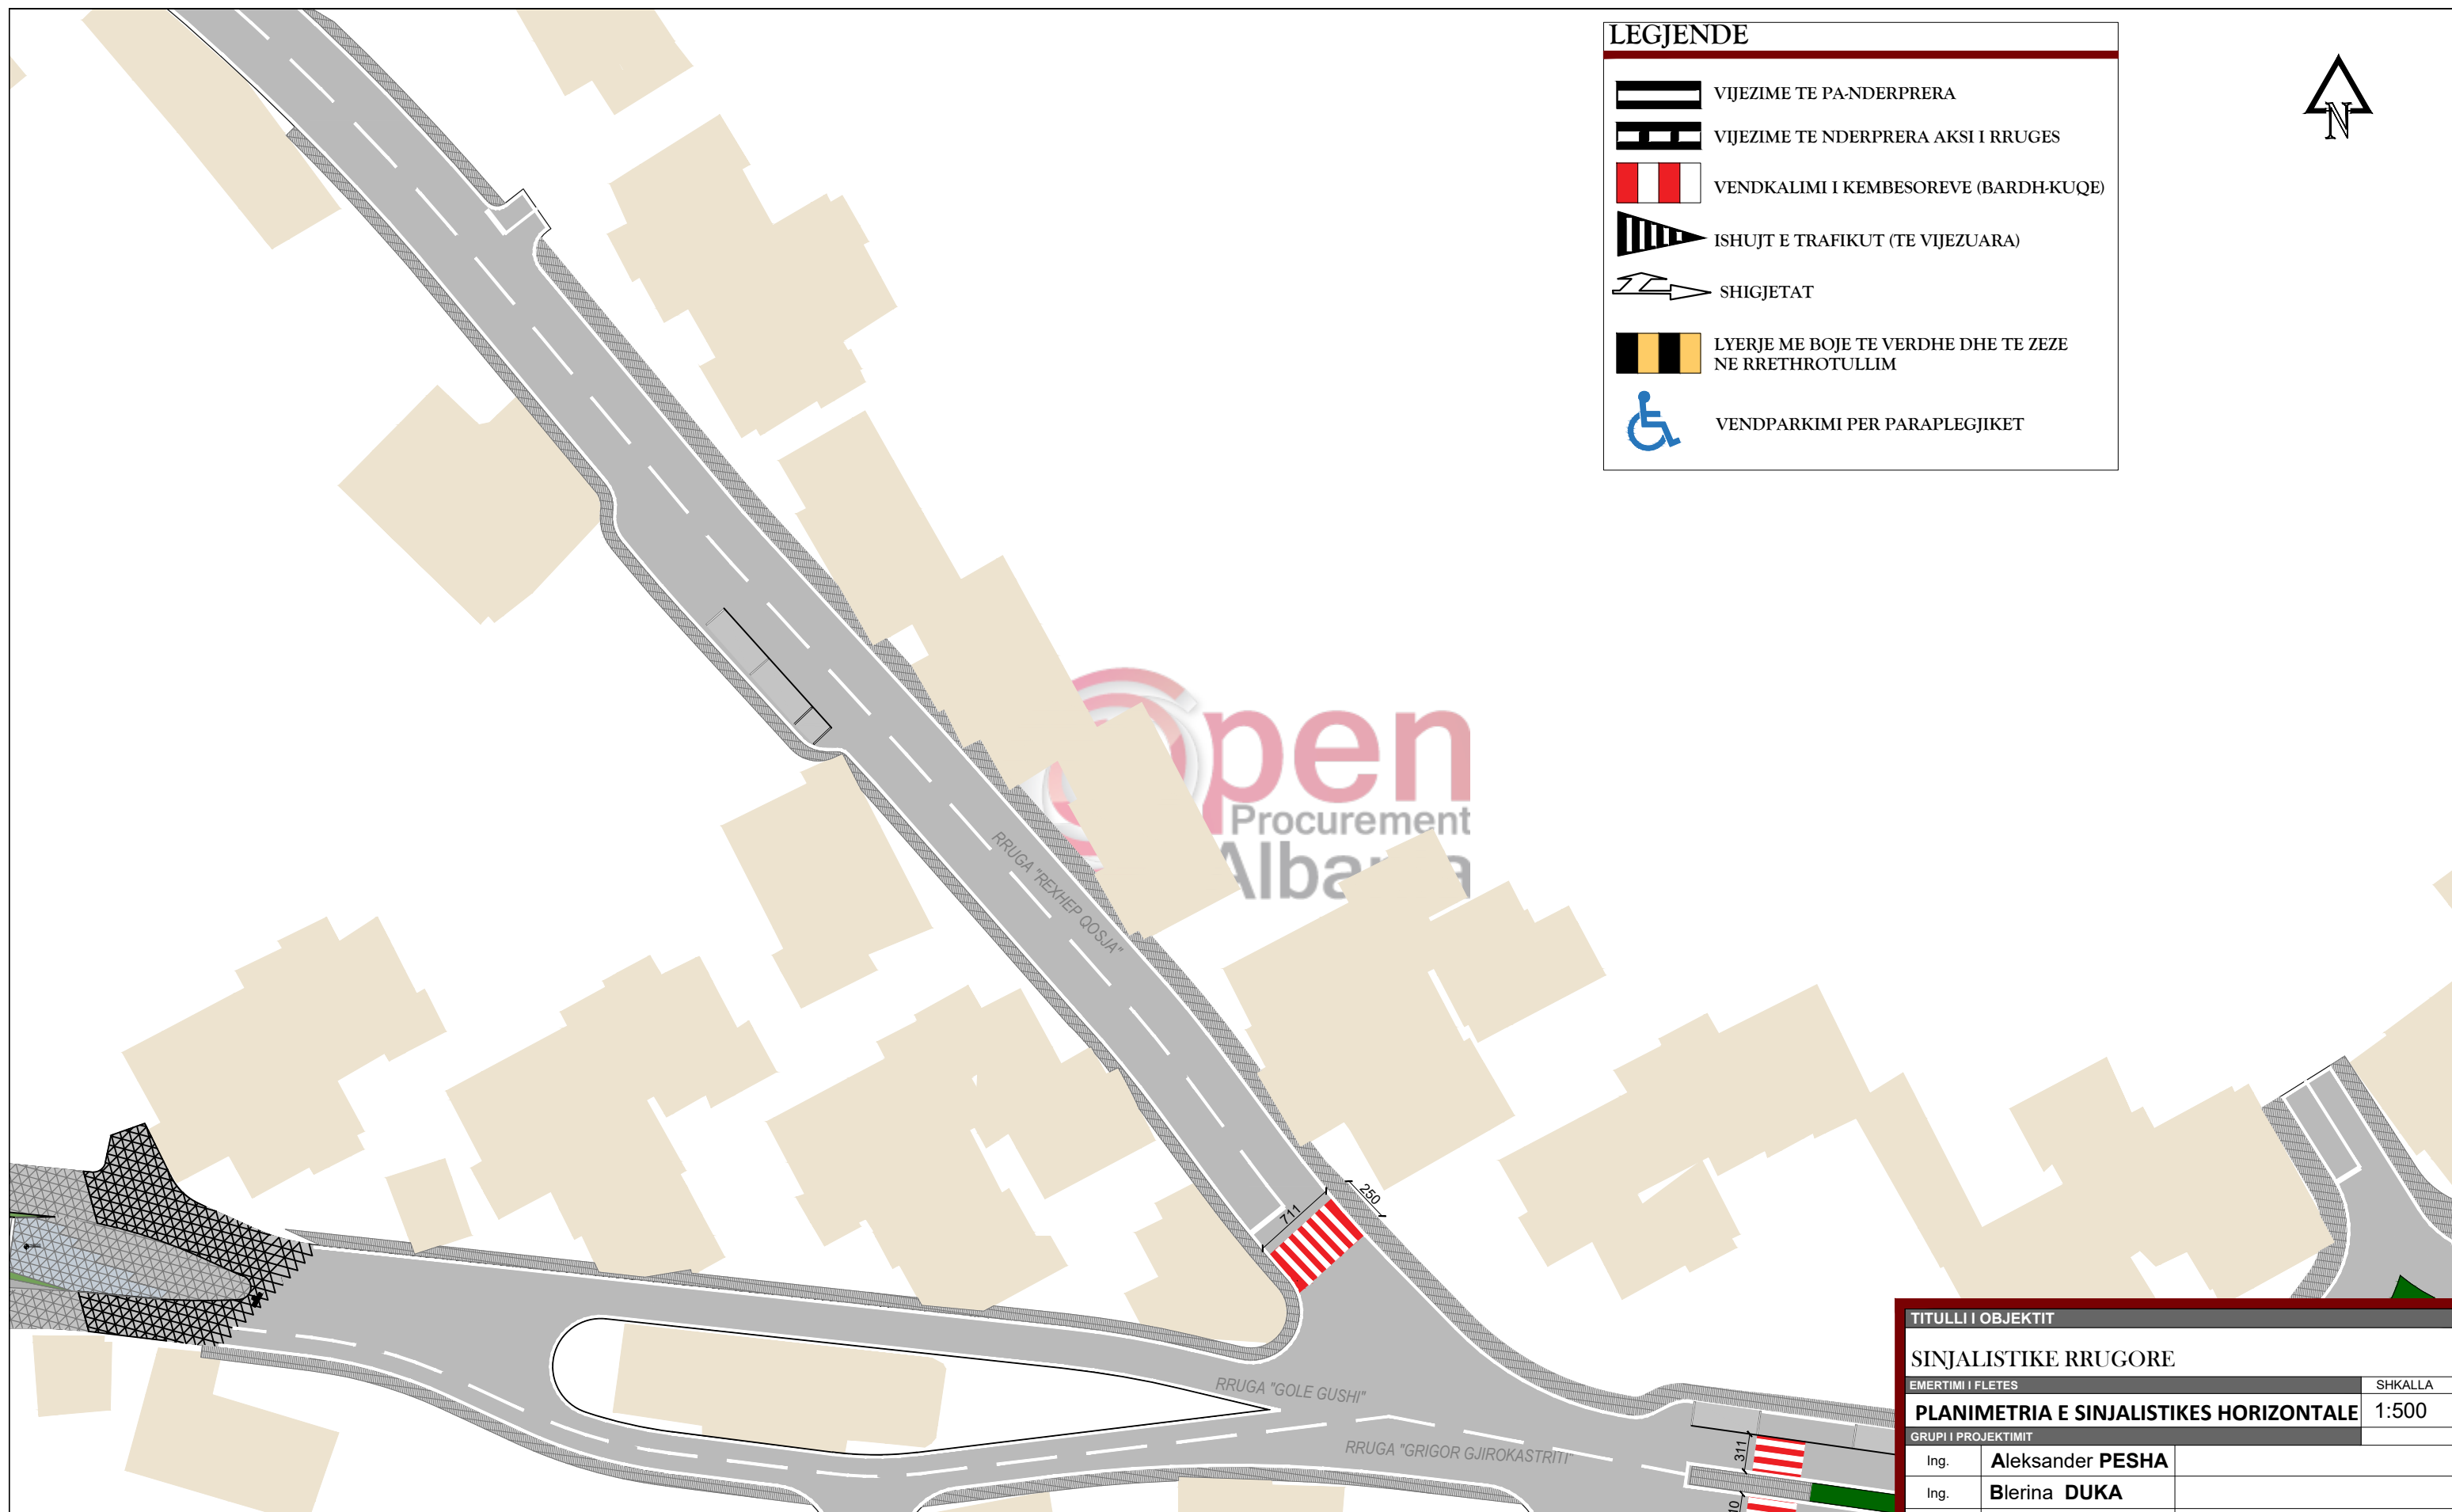 LEGJENDE
VIJEZIME TE PA-NDERPRERA
VIJEZIME TE NDERPRERA AKSI I RRUGES
VENDKALIMI I KEMBESOREVE (BARDH-KUQE)
ISHUJT E TRAFIKUT (TE VIJEZUARA)
SHIGJETAT
LYERJE ME BOJE TE VERDHE DHE TE ZEZE
NE RRETHROTULLIM
VENDPARKIMI PER PARAPLEGJIKET
N
pen
Procurement
RRUGA "REXHEP QOSJA"
250
711
RRUGA "GOLE GUSHI"
RRUGA "GRIGOR GJIROKASTRITI"
311
TITULLI I OBJEKTIT
SINJALISTIKE RRUGORE
EMERTIMI I FLETES SHKALLA
PLANIMETRIA E SINJALISTIKES HORIZONTALE 1:500
GRUPI I PROJEKTIMIT
Ing. Aleksander PESHA
Ing. Blerina DUKA